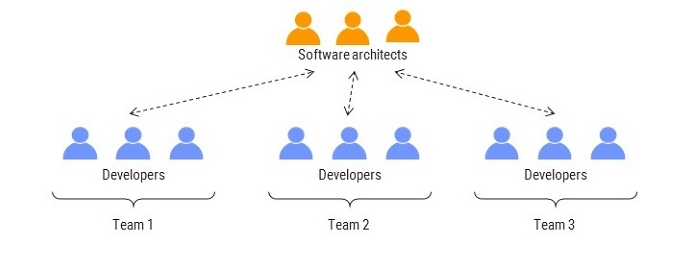 Software architects
Developers
Developers
Developers
Team 1
Team 2
Team 3